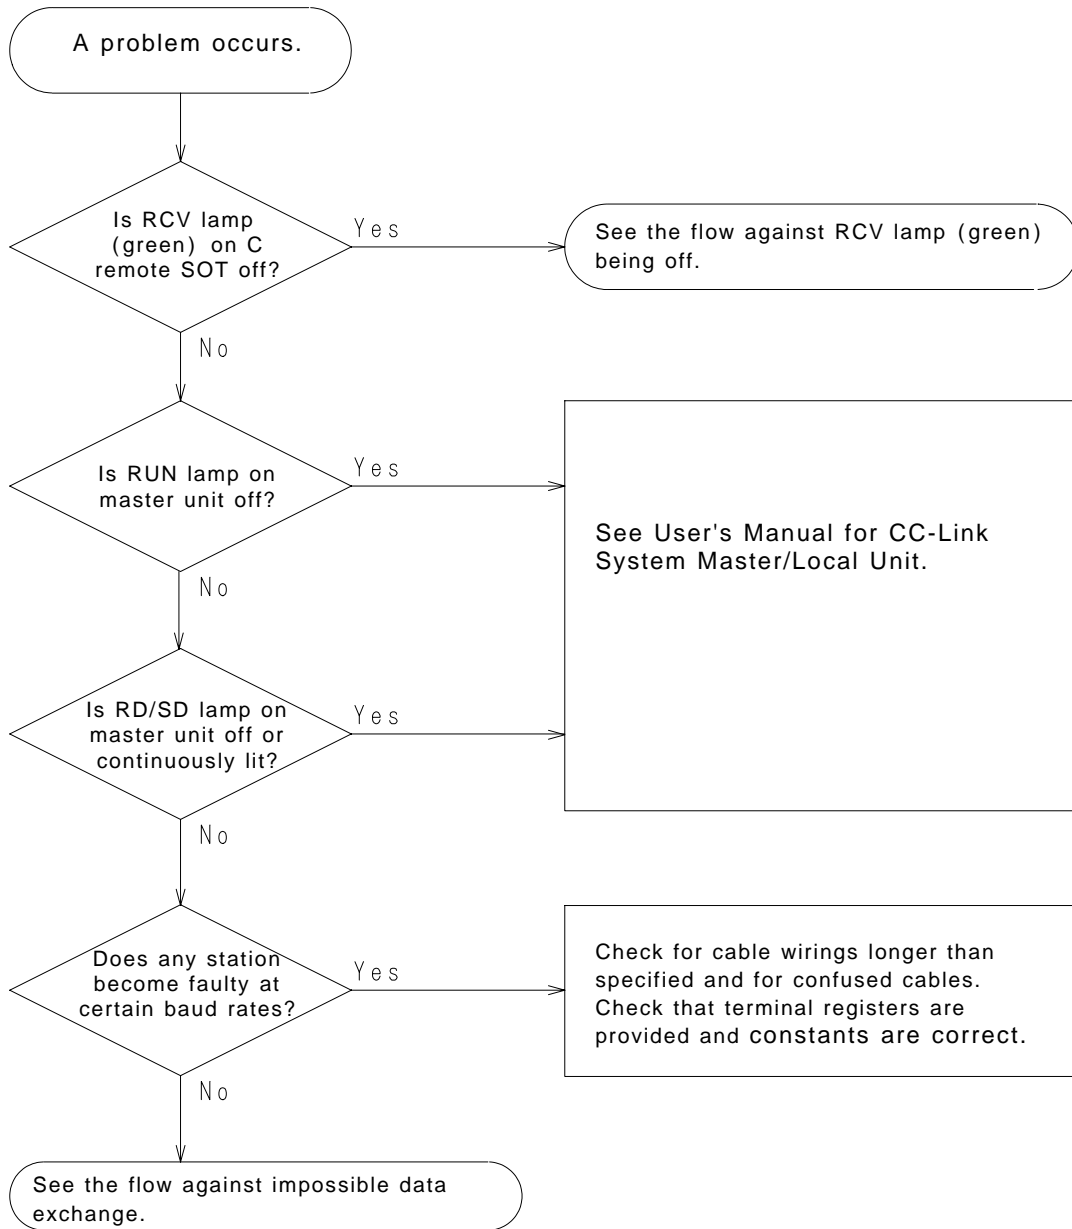 A problem occurs.
Is RCV lamp
(green) on C
remote SOT off?
Yes
See the flow against RCV lamp (green)
being off.
No
Is RUN lamp on
master unit off?
Yes
See User's Manual for CC-Link
System Master/Local Unit.
No
Is RD/SD lamp on
master unit off or
continuously lit?
Yes
No
Does any station
become faulty at
certain baud rates?
Yes
Check for cable wirings longer than
specified and for confused cables.
Check that terminal registers are
provided and constants are correct.
No
See the flow against impossible data
exchange.